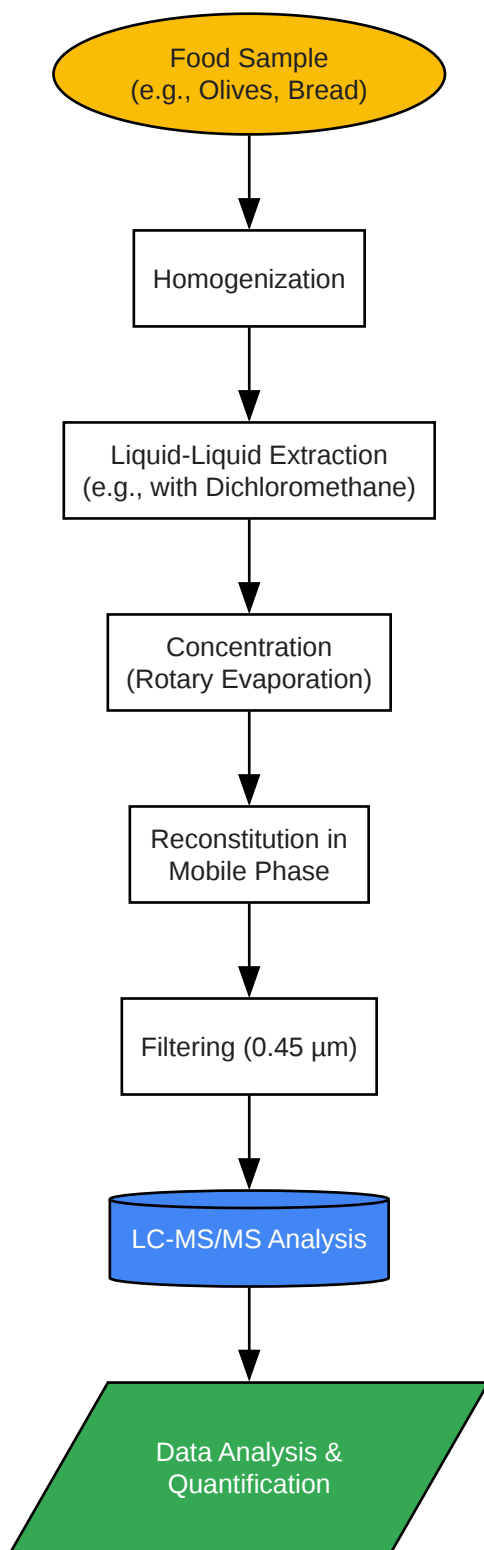 Food Sample
(e.g., Olives, Bread)
Homogenization
Liquid-Liquid Extraction
(e.g., with Dichloromethane)
Concentration
(Rotary Evaporation)
Reconstitution in
Mobile Phase
Filtering (0.45 µm)
LC-MS/MS Analysis
Data Analysis &
Quantification